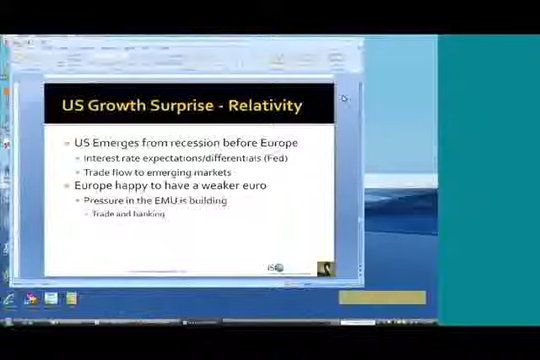 US Growth Surprise - Relativity
US Emerges from recession before Europe
Interest rate expectations/differentials (Fed)
Trade flow to emerging markets
Europe happy to have a weaker euro
Pressure in the EMU is building
Trade and banking